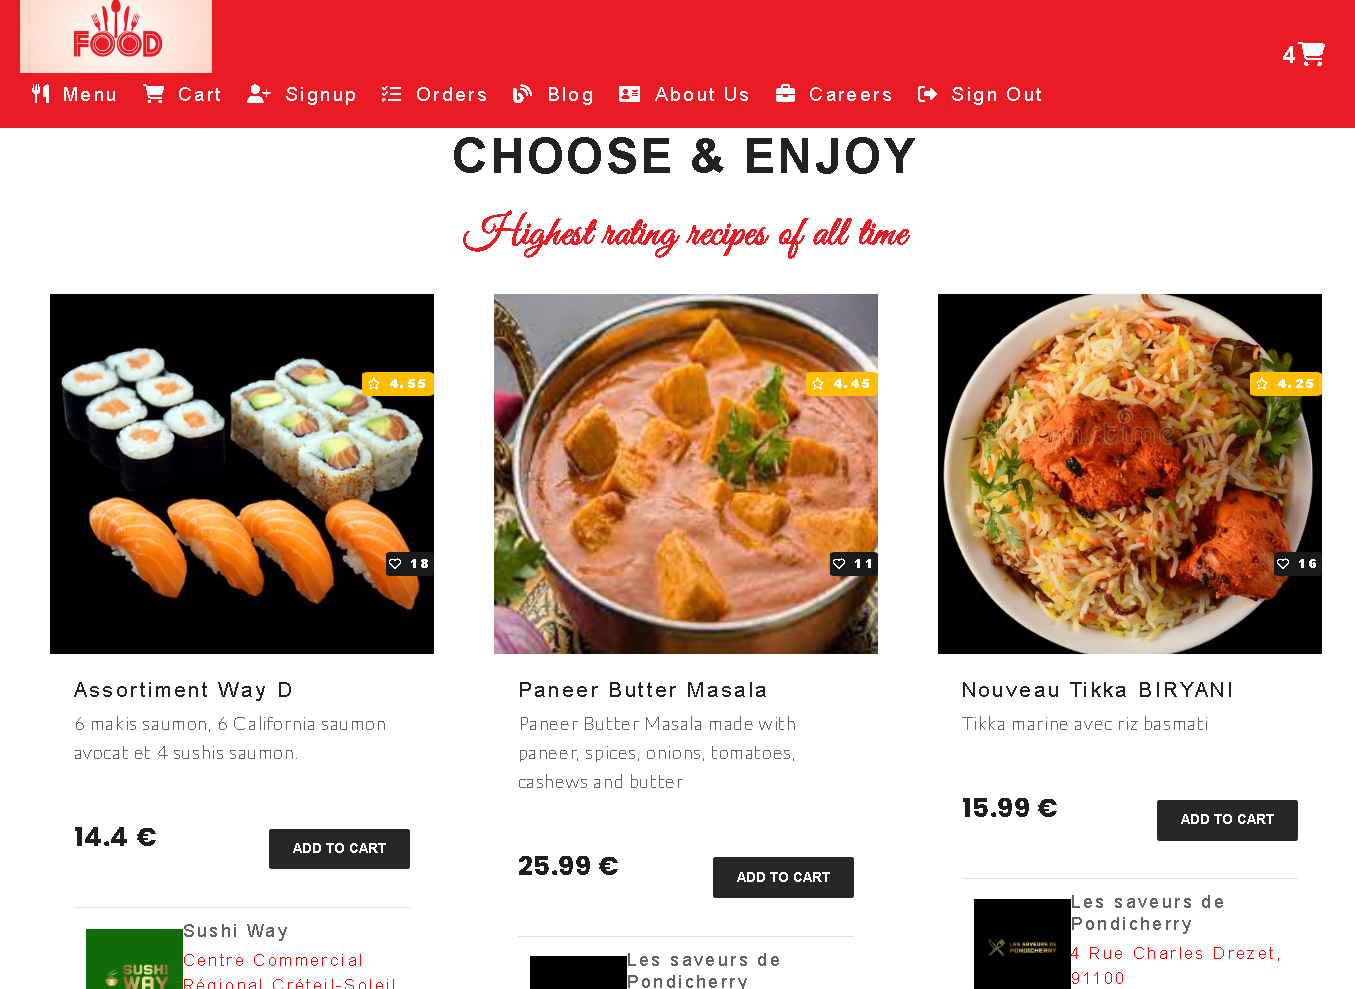 FOOD
4
Menu Cart Signup Orders Blog About Us Careers Sign Out
CHOOSE & ENJOY
Highest rating recipes of all time
4.55
18
Assortiment Way D
6 makis saumon, 6 California saumon
avocat et 4 sushis saumon.
14.4 €
ADD TO CART
SUSHI
WAY
Sushi Way
Centre Commercial
Régional Créteil-Soleil
4.45
11
Paneer Butter Masala
Paneer Butter Masala made with
paneer, spices, onions, tomatoes,
cashews and butter
25.99 €
ADD TO CART
Les saveurs de
Pondicherry
4.25
16
Nouveau Tikka BIRYANI
Tikka marine avec riz basmati
15.99 €
ADD TO CART
LES SAVEURS DE
PONDICHERRY
Les saveurs de
Pondicherry
4 Rue Charles Drezet,
91100